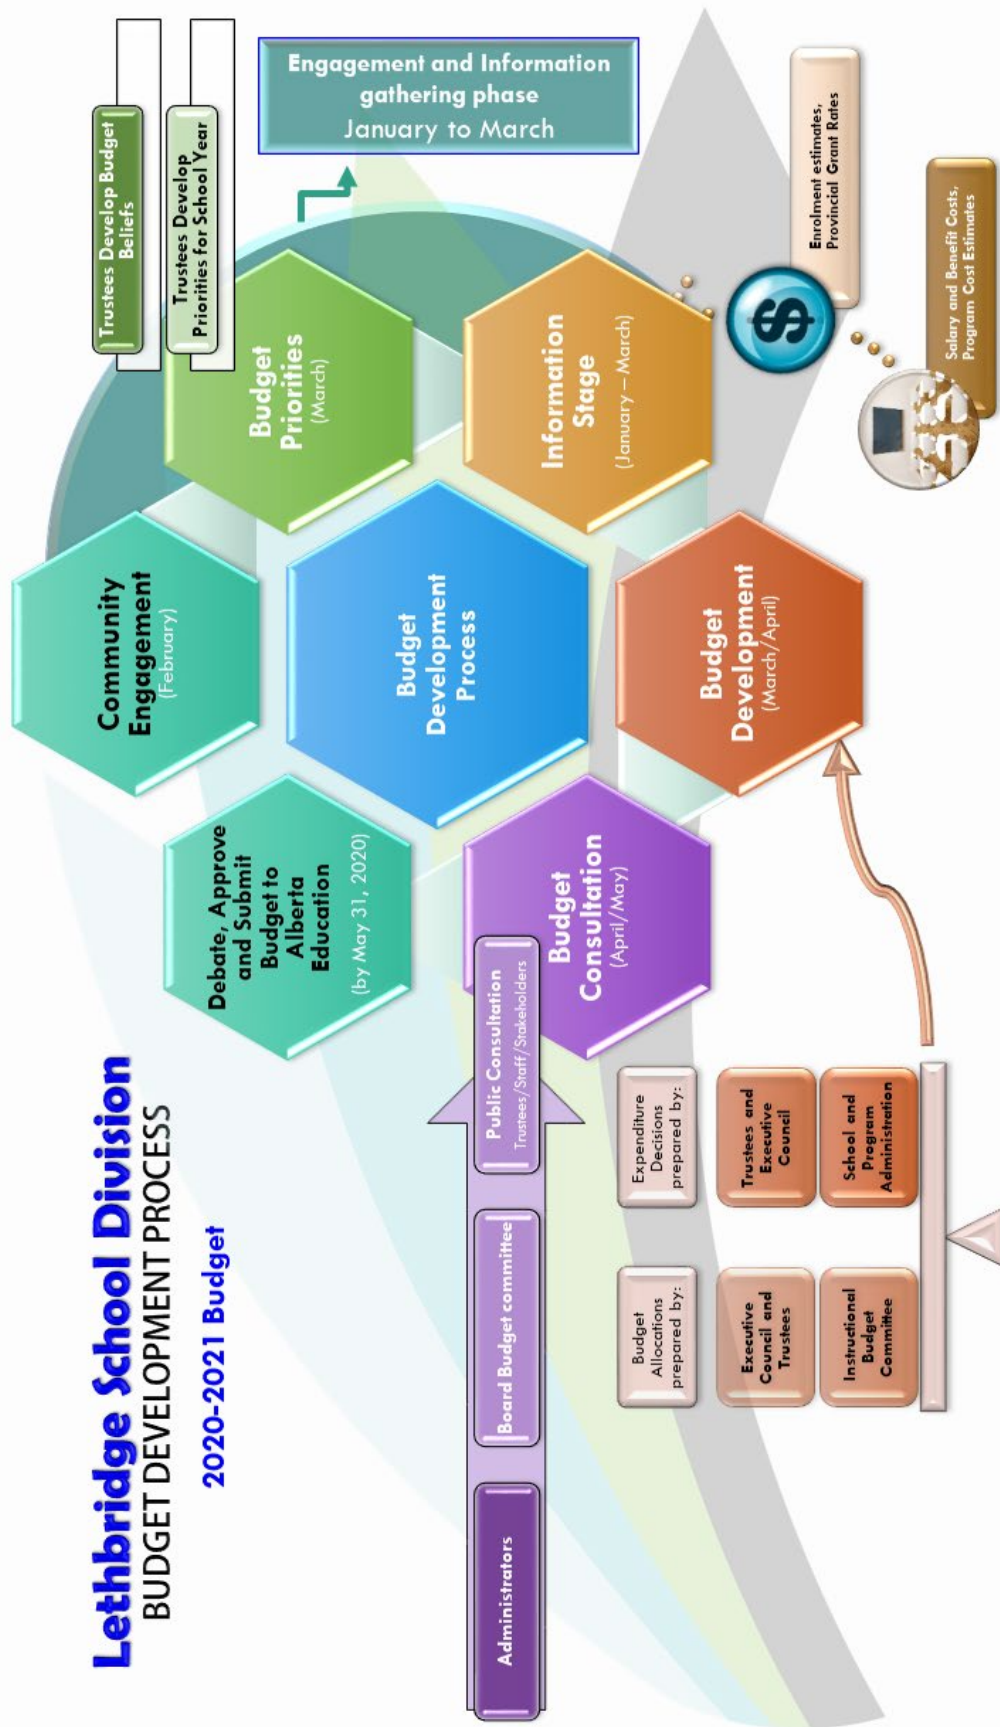 Lethbridge School Division
BUDGET DEVELOPMENT PROCESS
2020-2021 Budget
Trustees Develop Budget
Beliefs
Trustees Develop
Priorities for School Year
Engagement and Information
gathering phase
January to March
Community
Engagement
(February)
Budget
Priorities
(March)
Information
Stage
(January – March)
$
Enrolment estimates,
Provincial Grant Rates
Salary and Benefit Costs,
Program Cost Estimates
Budget
Development
Process
Budget
Development
(March/April)
Budget
Consultation
(April/May)
Debate, Approve
and Submit
Budget to
Alberta
Education
(by May 31, 2020)
Administrators
Board Budget committee
Public Consultation
Trustees/Staff/Stakeholders
Budget
Allocations
prepared by:
Executive
Council and
Trustees
Instructional
Budget
Committee
Expenditure
Decisions
prepared by:
Trustees and
Executive
Council
School and
Program
Administration